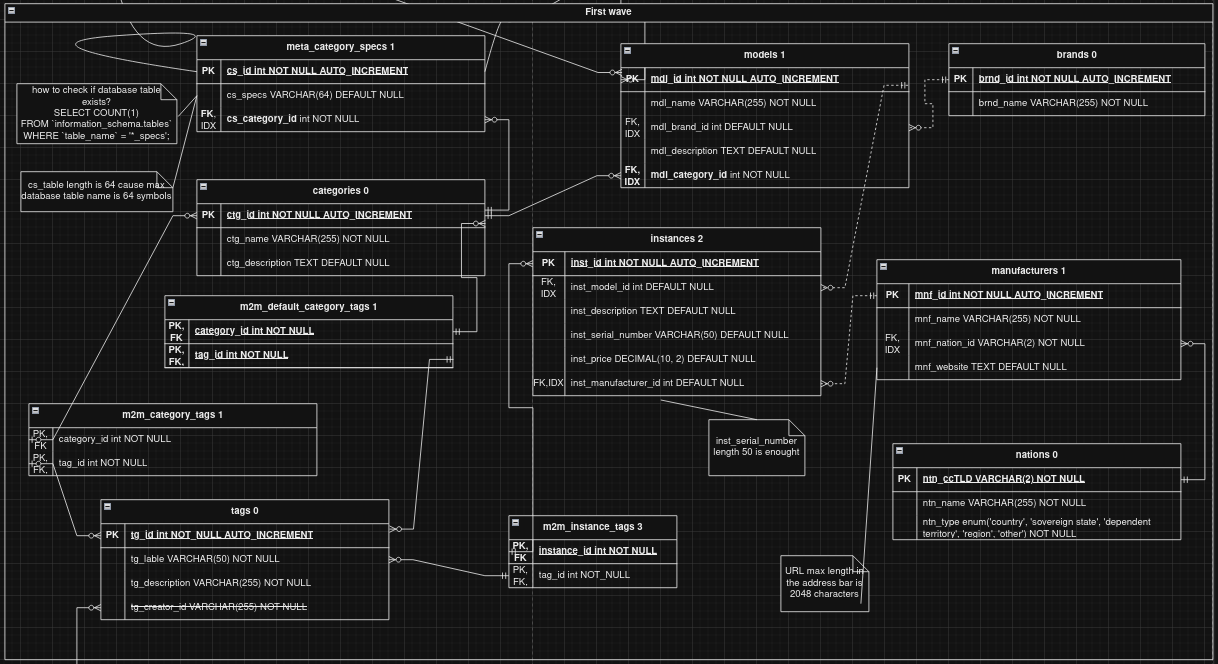 First wave
meta_category_specs 1
PK cs_id int NOT NULL AUTO_INCREMENT
cs_specs VARCHAR(64) DEFAULT NULL
FK,
IDX
cs_category_id int NOT NULL
how to check if database table
exists?
SELECT COUNT(1)
FROM `information_schema.tables`
WHERE `table_name` = '*_specs';
cs_table length is 64 cause max
database table name is 64 symbols
models 1
PK mdl_id int NOT NULL AUTO_INCREMENT
mdl_name VARCHAR(255) NOT NULL
FK,
IDX
mdl_brand_id int DEFAULT NULL
mdl_description TEXT DEFAULT NULL
FK,
IDX
mdl_category_id int NOT NULL
brands 0
PK brnd_id int NOT NULL AUTO_INCREMENT
brnd_name VARCHAR(255) NOT NULL
categories 0
PK ctg_id int NOT NULL AUTO_INCREMENT
ctg_name VARCHAR(255) NOT NULL
ctg_description TEXT DEFAULT NULL
instances 2
PK inst_id int NOT NULL AUTO_INCREMENT
FK,
IDX
inst_model_id int DEFAULT NULL
inst_description TEXT DEFAULT NULL
inst_serial_number VARCHAR(50) DEFAULT NULL
inst_price DECIMAL(10, 2) DEFAULT NULL
FK,IDX inst_manufacturer_id int DEFAULT NULL
manufacturers 1
PK mnf_id int NOT NULL AUTO_INCREMENT
mnf_name VARCHAR(255) NOT NULL
FK,
IDX
mnf_nation_id VARCHAR(2) NOT NULL
mnf_website TEXT DEFAULT NULL
m2m_default_category_tags 1
PK,
FK
category_id int NOT NULL
PK,
FK,
tag_id int NOT NULL
m2m_category_tags 1
PK,
FK
category_id int NOT NULL
PK,
FK,
tag_id int NOT NULL
inst_serial_number
length 50 is enought
nations 0
PK ntn_ccTLD VARCHAR(2) NOT NULL
ntn_name VARCHAR(255) NOT NULL
ntn_type enum('country', 'sovereign state', 'dependent
territory', 'region', 'other') NOT NULL
tags 0
PK tg_id int NOT_NULL AUTO_INCREMENT
tg_lable VARCHAR(50) NOT NULL
tg_description VARCHAR(255) NOT NULL
tg_creator_id VARCHAR(255) NOT NULL
m2m_instance_tags 3
PK,
FK
instance_id int NOT NULL
PK,
FK,
tag_id int NOT_NULL
URL max length in
the address bar is
2048 characters